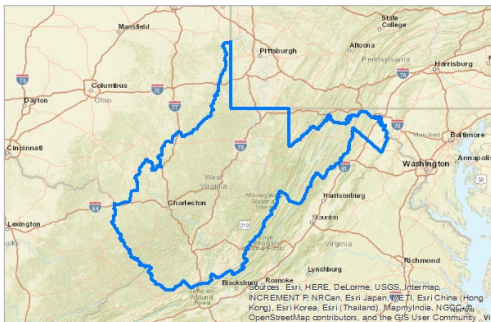 State
College
Mansfield
Pittsburgh
Altoona
Pennsylvania
Harrisburg
Columbus
Ohio
Dayton
Cincinnati
Baltimore
Washington
Annapolis
West
Virginia
Charleston
Harrisonburg
Staunton
Lexington
Virginia
Richmond
Lynchburg
Blacksburg
Roanoke
Sources: Esri, HERE, DeLorme, USGS, Intermap,
INCREMENT P, NRCan, Esri Japan, METI, Esri China (Hong
Kong), Esri Korea, Esri (Thailand), MapmyIndia, NGCC, ©
OpenStreetMap contributors, and the GIS User Community